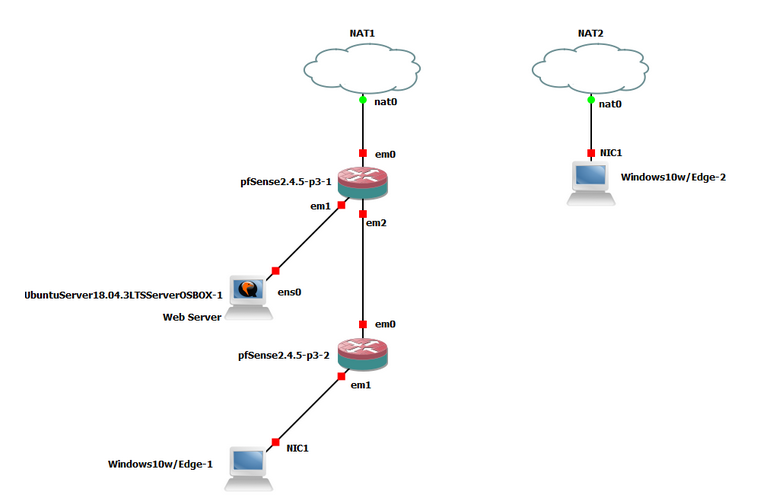 NAT1
NAT2
nat0
nat0
em0
NIC1
pfSense2.4.5-p3-1
Windows10w/Edge-2
em1
em2
UbuntuServer18.04.3LTSServerOSBOX-1
ens0
Web Server
em0
pfSense2.4.5-p3-2
em1
NIC1
Windows10w/Edge-1